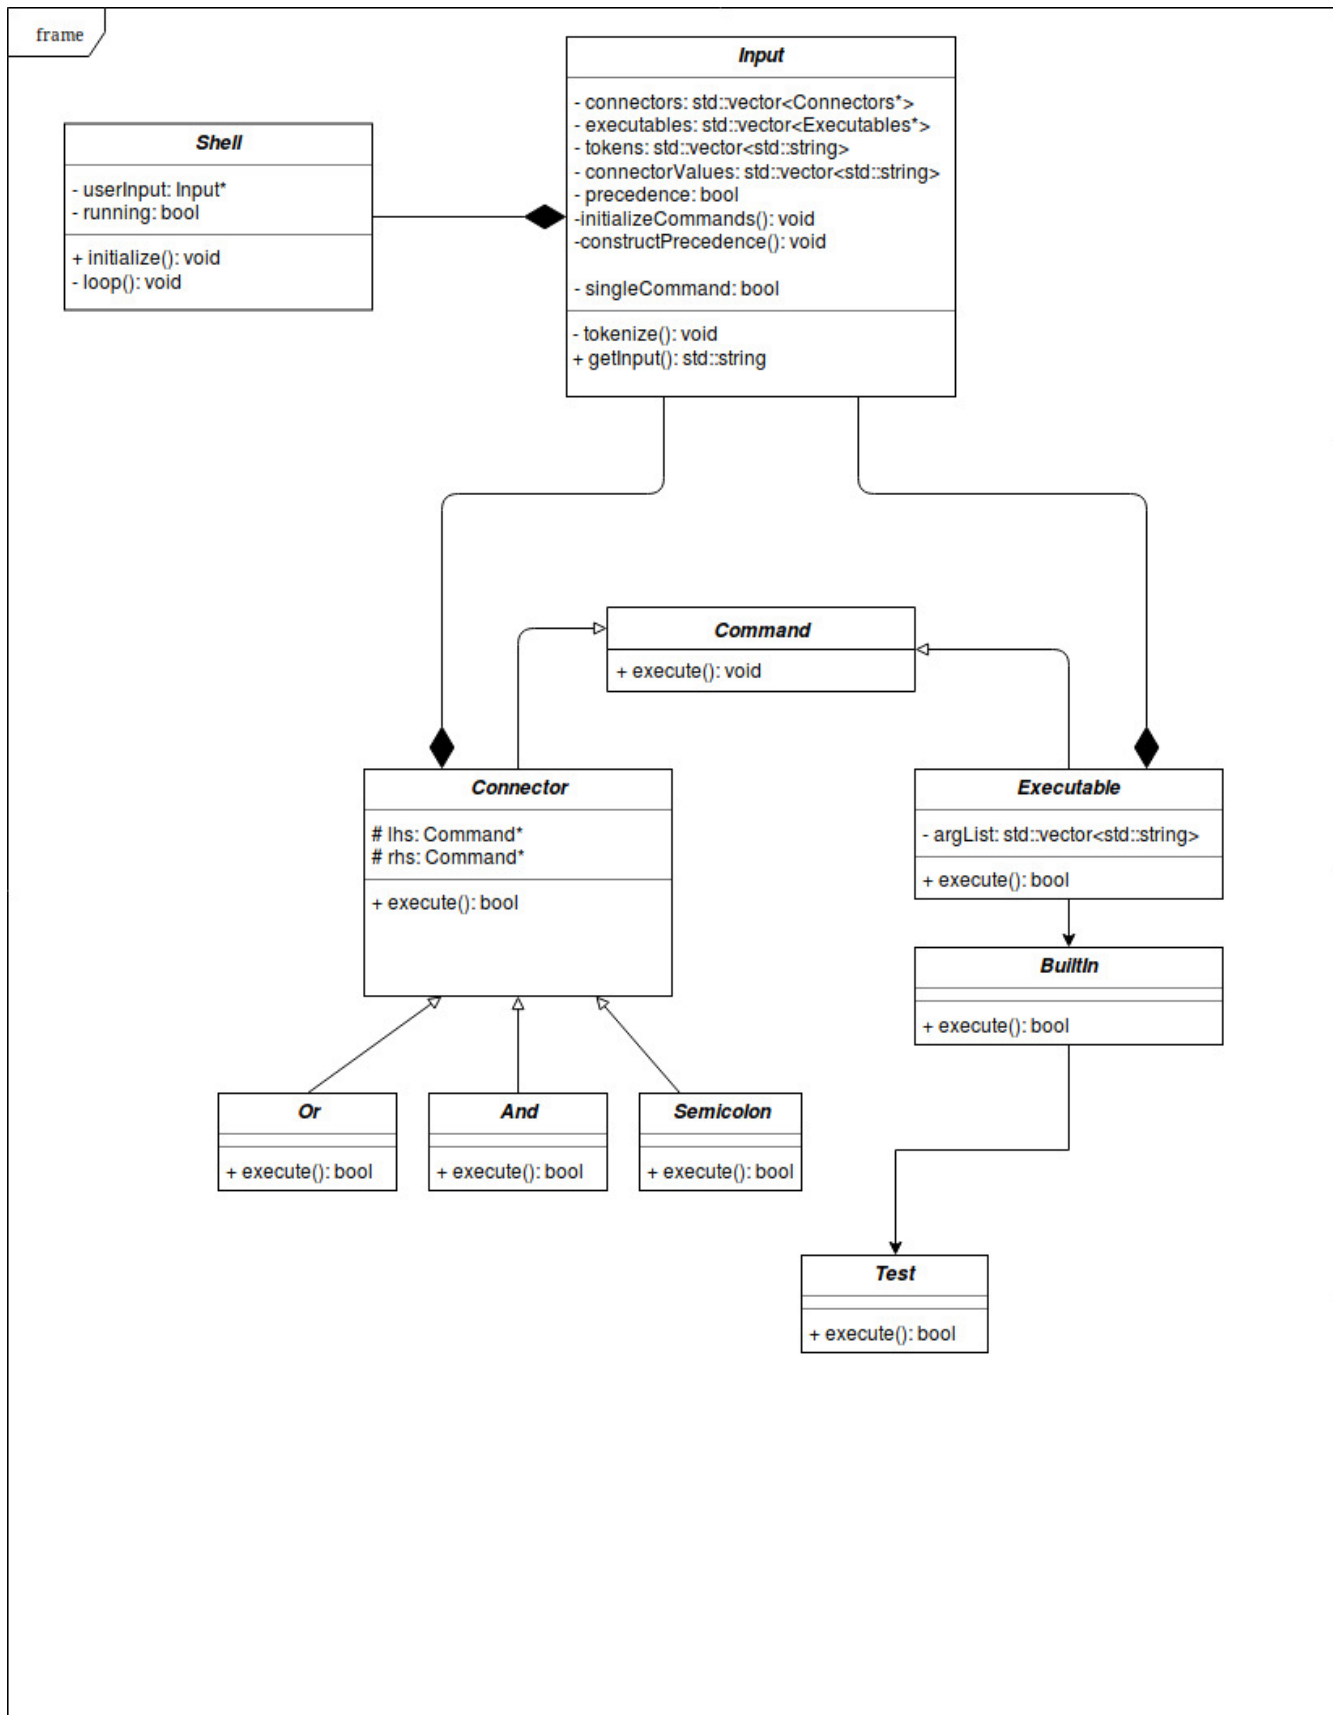 frame
Input
- connectors: std::vector<Connectors*>
- executables: std::vector<Executables*>
- tokens: std::vector<std::string>
- connectorValues: std::vector<std::string>
- precedence: bool
-initializeCommands(): void
-constructPrecedence(): void
- singleCommand: bool
- tokenize(): void
+ getInput(): std::string
Shell
- userInput: Input*
- running: bool
+ initialize(): void
- loop(): void
Command
+ execute(): void
Connector
# lhs: Command*
# rhs: Command*
+ execute(): bool
Executable
- argList: std::vector<std::string>
+ execute(): bool
BuiltIn
+ execute(): bool
Or
+ execute(): bool
And
+ execute(): bool
Semicolon
+ execute(): bool
Test
+ execute(): bool